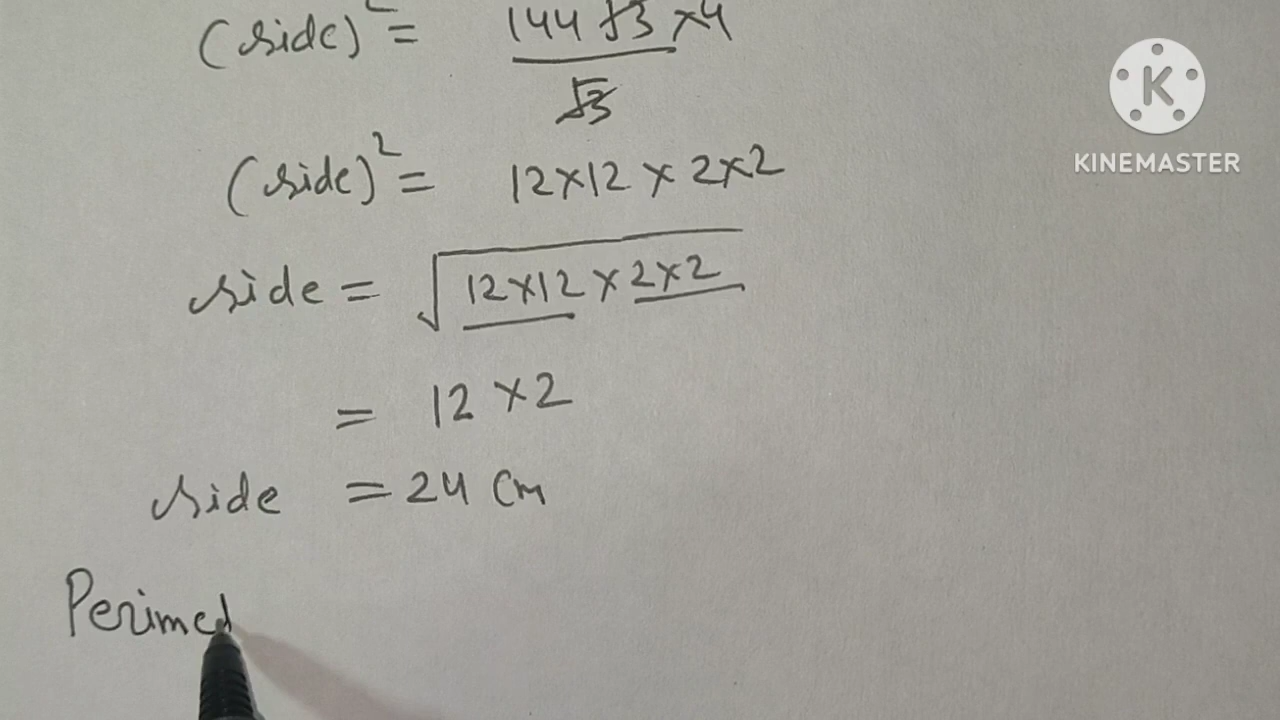 (side)² = 144√3 × 4
√3
(side)² = 12×12 × 2×2
side = √12×12 × 2×2
= 12 × 2
side = 24 cm
Perimet
K
KINEMASTER